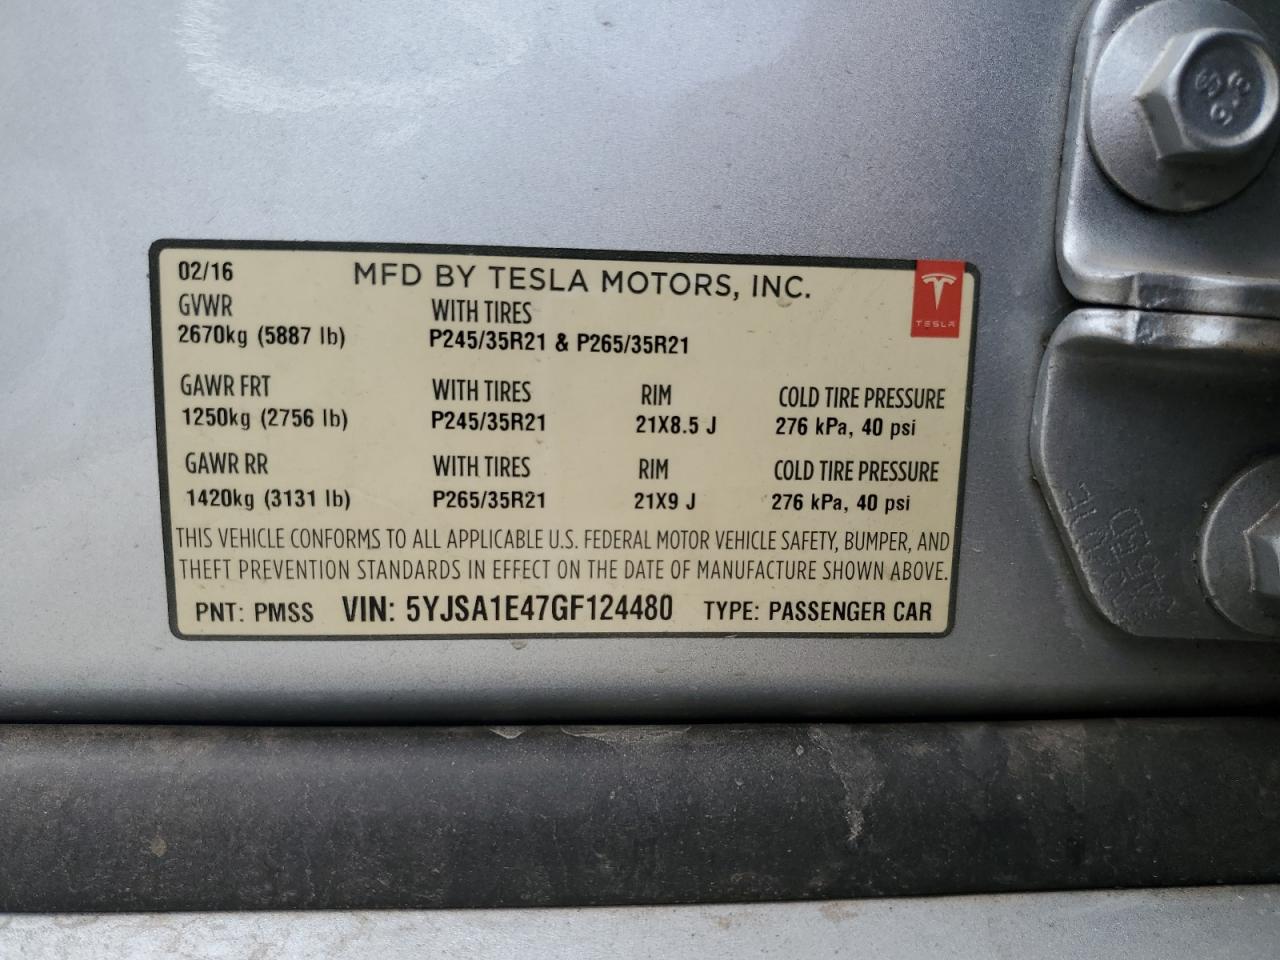 02/16 MFD BY TESLA MOTORS, INC.
TESLA
GVWR WITH TIRES
2670kg (5887 lb) P245/35R21 & P265/35R21
GAWR FRT WITH TIRES RIM COLD TIRE PRESSURE
1250kg (2756 lb) P245/35R21 21X8.5 J 276 kPa, 40 psi
GAWR RR WITH TIRES RIM COLD TIRE PRESSURE
1420kg (3131 lb) P265/35R21 21X9 J 276 kPa, 40 psi
THIS VEHICLE CONFORMS TO ALL APPLICABLE U.S. FEDERAL MOTOR VEHICLE SAFETY, BUMPER, AND
THEFT PREVENTION STANDARDS IN EFFECT ON THE DATE OF MANUFACTURE SHOWN ABOVE.
PNT: PMSS VIN: 5YJSA1E47GF124480 TYPE: PASSENGER CAR